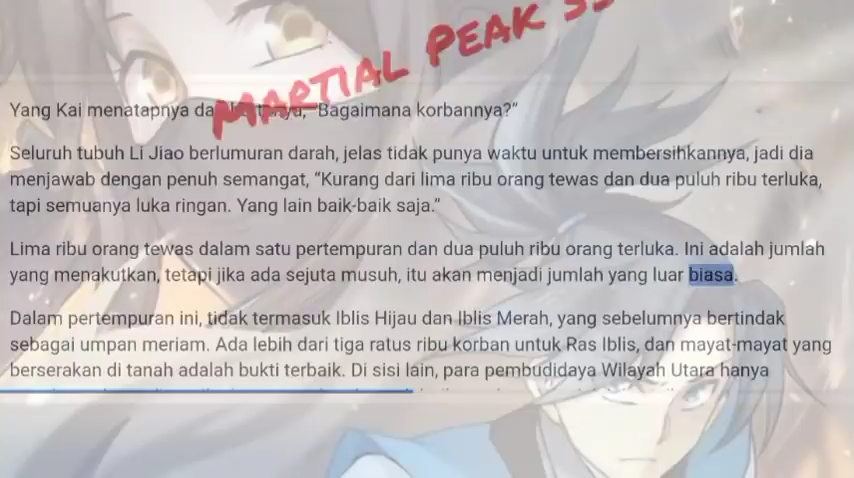 MARTIAL PEAK
Yang Kai menatapnya "Bagaimana korbannya?"
Seluruh tubuh Li Jiao berlumuran darah, jelas tidak punya waktu untuk membersihkannya, jadi dia
menjawab dengan penuh semangat, "Kurang dari lima ribu orang tewas dan dua puluh ribu terluka,
tapi semuanya luka ringan. Yang lain baik-baik saja."
Lima ribu orang tewas dalam satu pertempuran dan dua puluh ribu orang terluka. Ini adalah jumlah
yang menakutkan, tetapi jika ada sejuta musuh, itu akan menjadi jumlah yang luar biasa.
Dalam pertempuran ini, tidak termasuk Iblis Hijau dan Iblis Merah, yang sebelumnya bertindak
sebagai umpan meriam. Ada lebih dari tiga ratus ribu korban untuk Ras Iblis, dan mayat-mayat yang
berserakan di tanah adalah bukti terbaik. Di sisi lain, para pembudidaya Wilayah Utara hanya